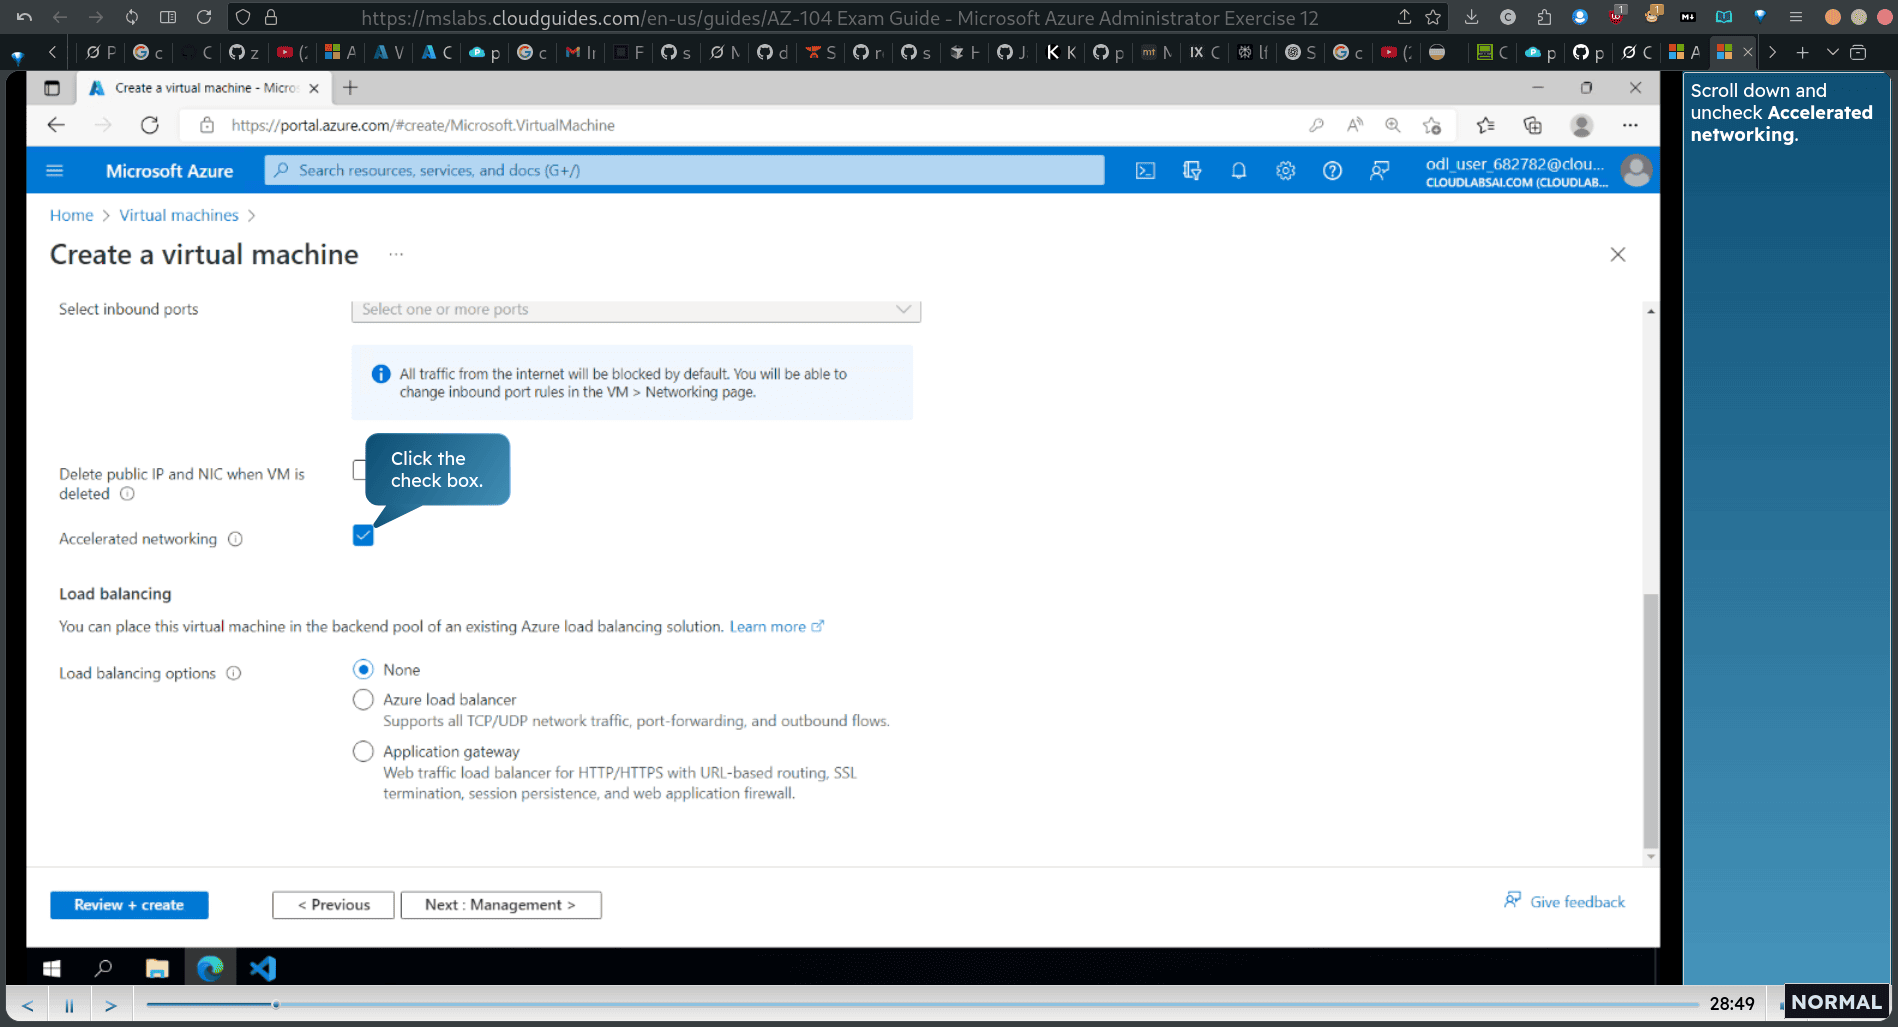 https://mslabs.cloudguides.com/en-us/guides/AZ-104 Exam Guide - Microsoft Azure Administrator Exercise 12
Create a virtual machine - Micros
https://portal.azure.com/#create/Microsoft.VirtualMachine
Microsoft Azure
Search resources, services, and docs (G+/)
odl_user_682782@clou...
CLOUDLABSAI.COM (CLOUDLAB...
Home > Virtual machines >
Create a virtual machine ...
Select inbound ports
Select one or more ports
All traffic from the internet will be blocked by default. You will be able to
change inbound port rules in the VM > Networking page.
Click the
check box.
Delete public IP and NIC when VM is
deleted
Accelerated networking
Load balancing
You can place this virtual machine in the backend pool of an existing Azure load balancing solution. Learn more
Load balancing options
None
Azure load balancer
Supports all TCP/UDP network traffic, port-forwarding, and outbound flows.
Application gateway
Web traffic load balancer for HTTP/HTTPS with URL-based routing, SSL
termination, session persistence, and web application firewall.
Review + create
< Previous
Next : Management >
Give feedback
Scroll down and
uncheck Accelerated
networking.
28:49
NORMAL